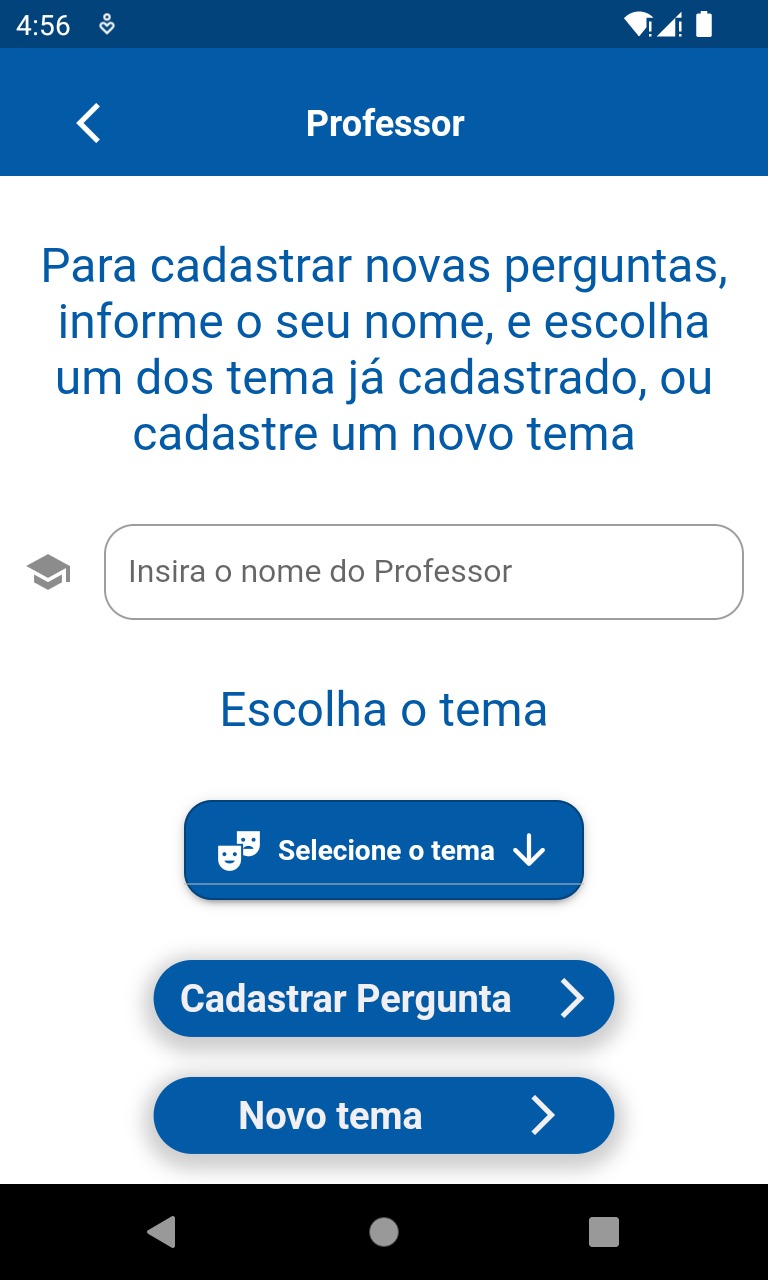 4:56
Professor
Para cadastrar novas perguntas,
informe o seu nome, e escolha
um dos tema já cadastrado, ou
cadastre um novo tema
Insira o nome do Professor
Escolha o tema
Selecione o tema
Cadastrar Pergunta
Novo tema